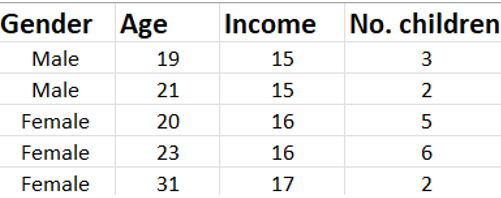 Gender Age Income No. children
Male 19 15 3
Male 21 15 2
Female 20 16 5
Female 23 16 6
Female 31 17 2